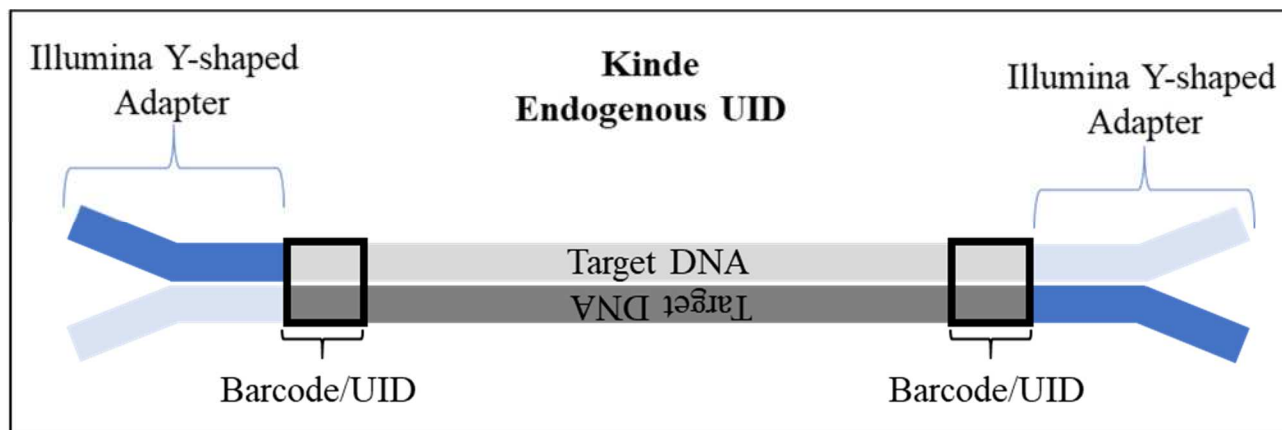 Kinde
Endogenous UID
Illumina Y-shaped
Adapter
Illumina Y-shaped
Adapter
Target DNA
Target DNA
Barcode/UID
Barcode/UID